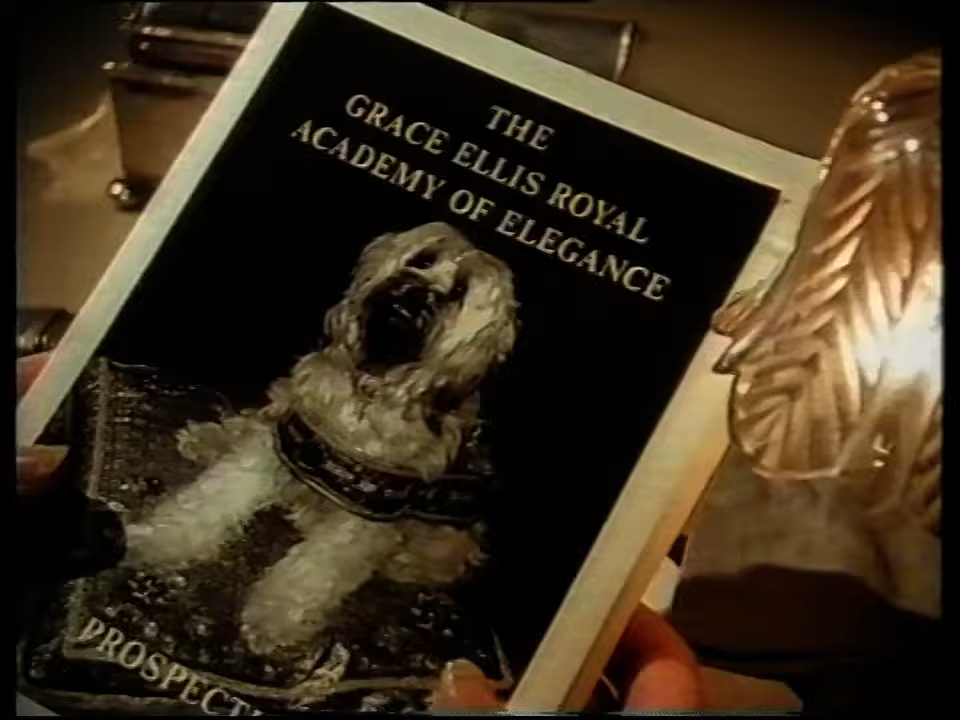 THE
GRACE ELLIS ROYAL
ACADEMY OF ELEGANCE
PROSPECT